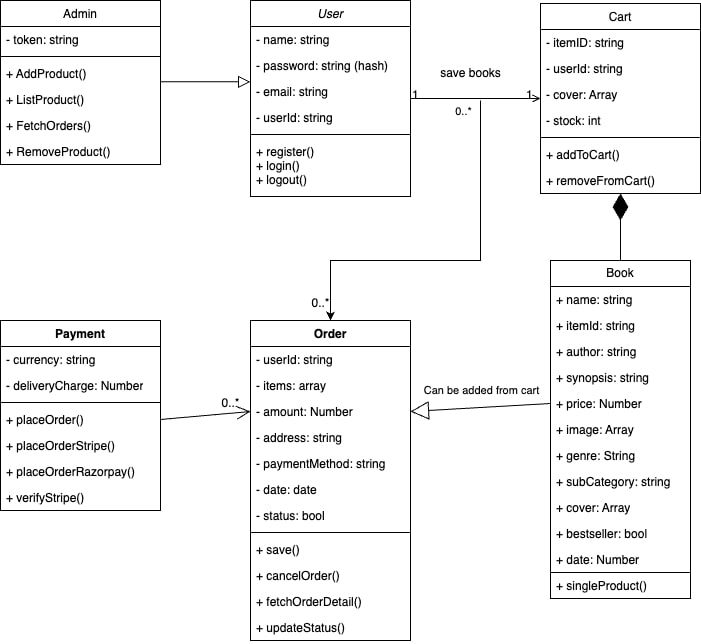 Admin
- token: string
+ AddProduct()
+ ListProduct()
+ FetchOrders()
+ RemoveProduct()
User
- name: string
- password: string (hash)
- email: string
- userId: string
+ register()
+ login()
+ logout()
save books
1
1
0..*
Cart
- itemID: string
- userId: string
- cover: Array
- stock: int
+ addToCart()
+ removeFromCart()
0..*
Payment
- currency: string
- deliveryCharge: Number
+ placeOrder()
+ placeOrderStripe()
+ placeOrderRazorpay()
+ verifyStripe()
0..*
Order
- userId: string
- items: array
- amount: Number
- address: string
- paymentMethod: string
- date: date
- status: bool
+ save()
+ cancelOrder()
+ fetchOrderDetail()
+ updateStatus()
Can be added from cart
Book
+ name: string
+ itemId: string
+ author: string
+ synopsis: string
+ price: Number
+ image: Array
+ genre: String
+ subCategory: string
+ cover: Array
+ bestseller: bool
+ date: Number
+ singleProduct()